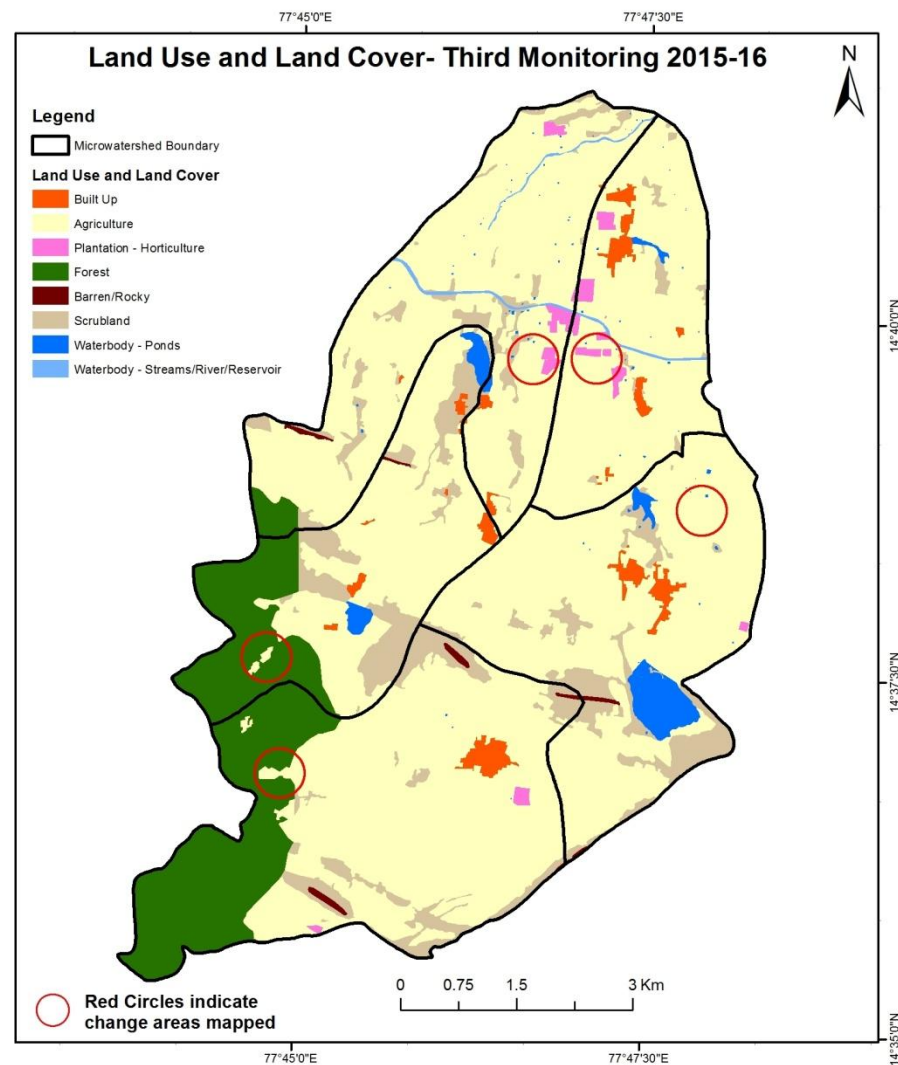 77°45'0"E
77°47'30"E
Land Use and Land Cover- Third Monitoring 2015-16
N
Legend
Microwatershed Boundary
Land Use and Land Cover
Built Up
Agriculture
Plantation - Horticulture
Forest
Barren/Rocky
Scrubland
Waterbody - Ponds
Waterbody - Streams/River/Reservoir
14°40'0"N
14°37'30"N
14°35'0"N
Red Circles indicate
change areas mapped
0 0.75 1.5 3 Km
77°45'0"E
77°47'30"E